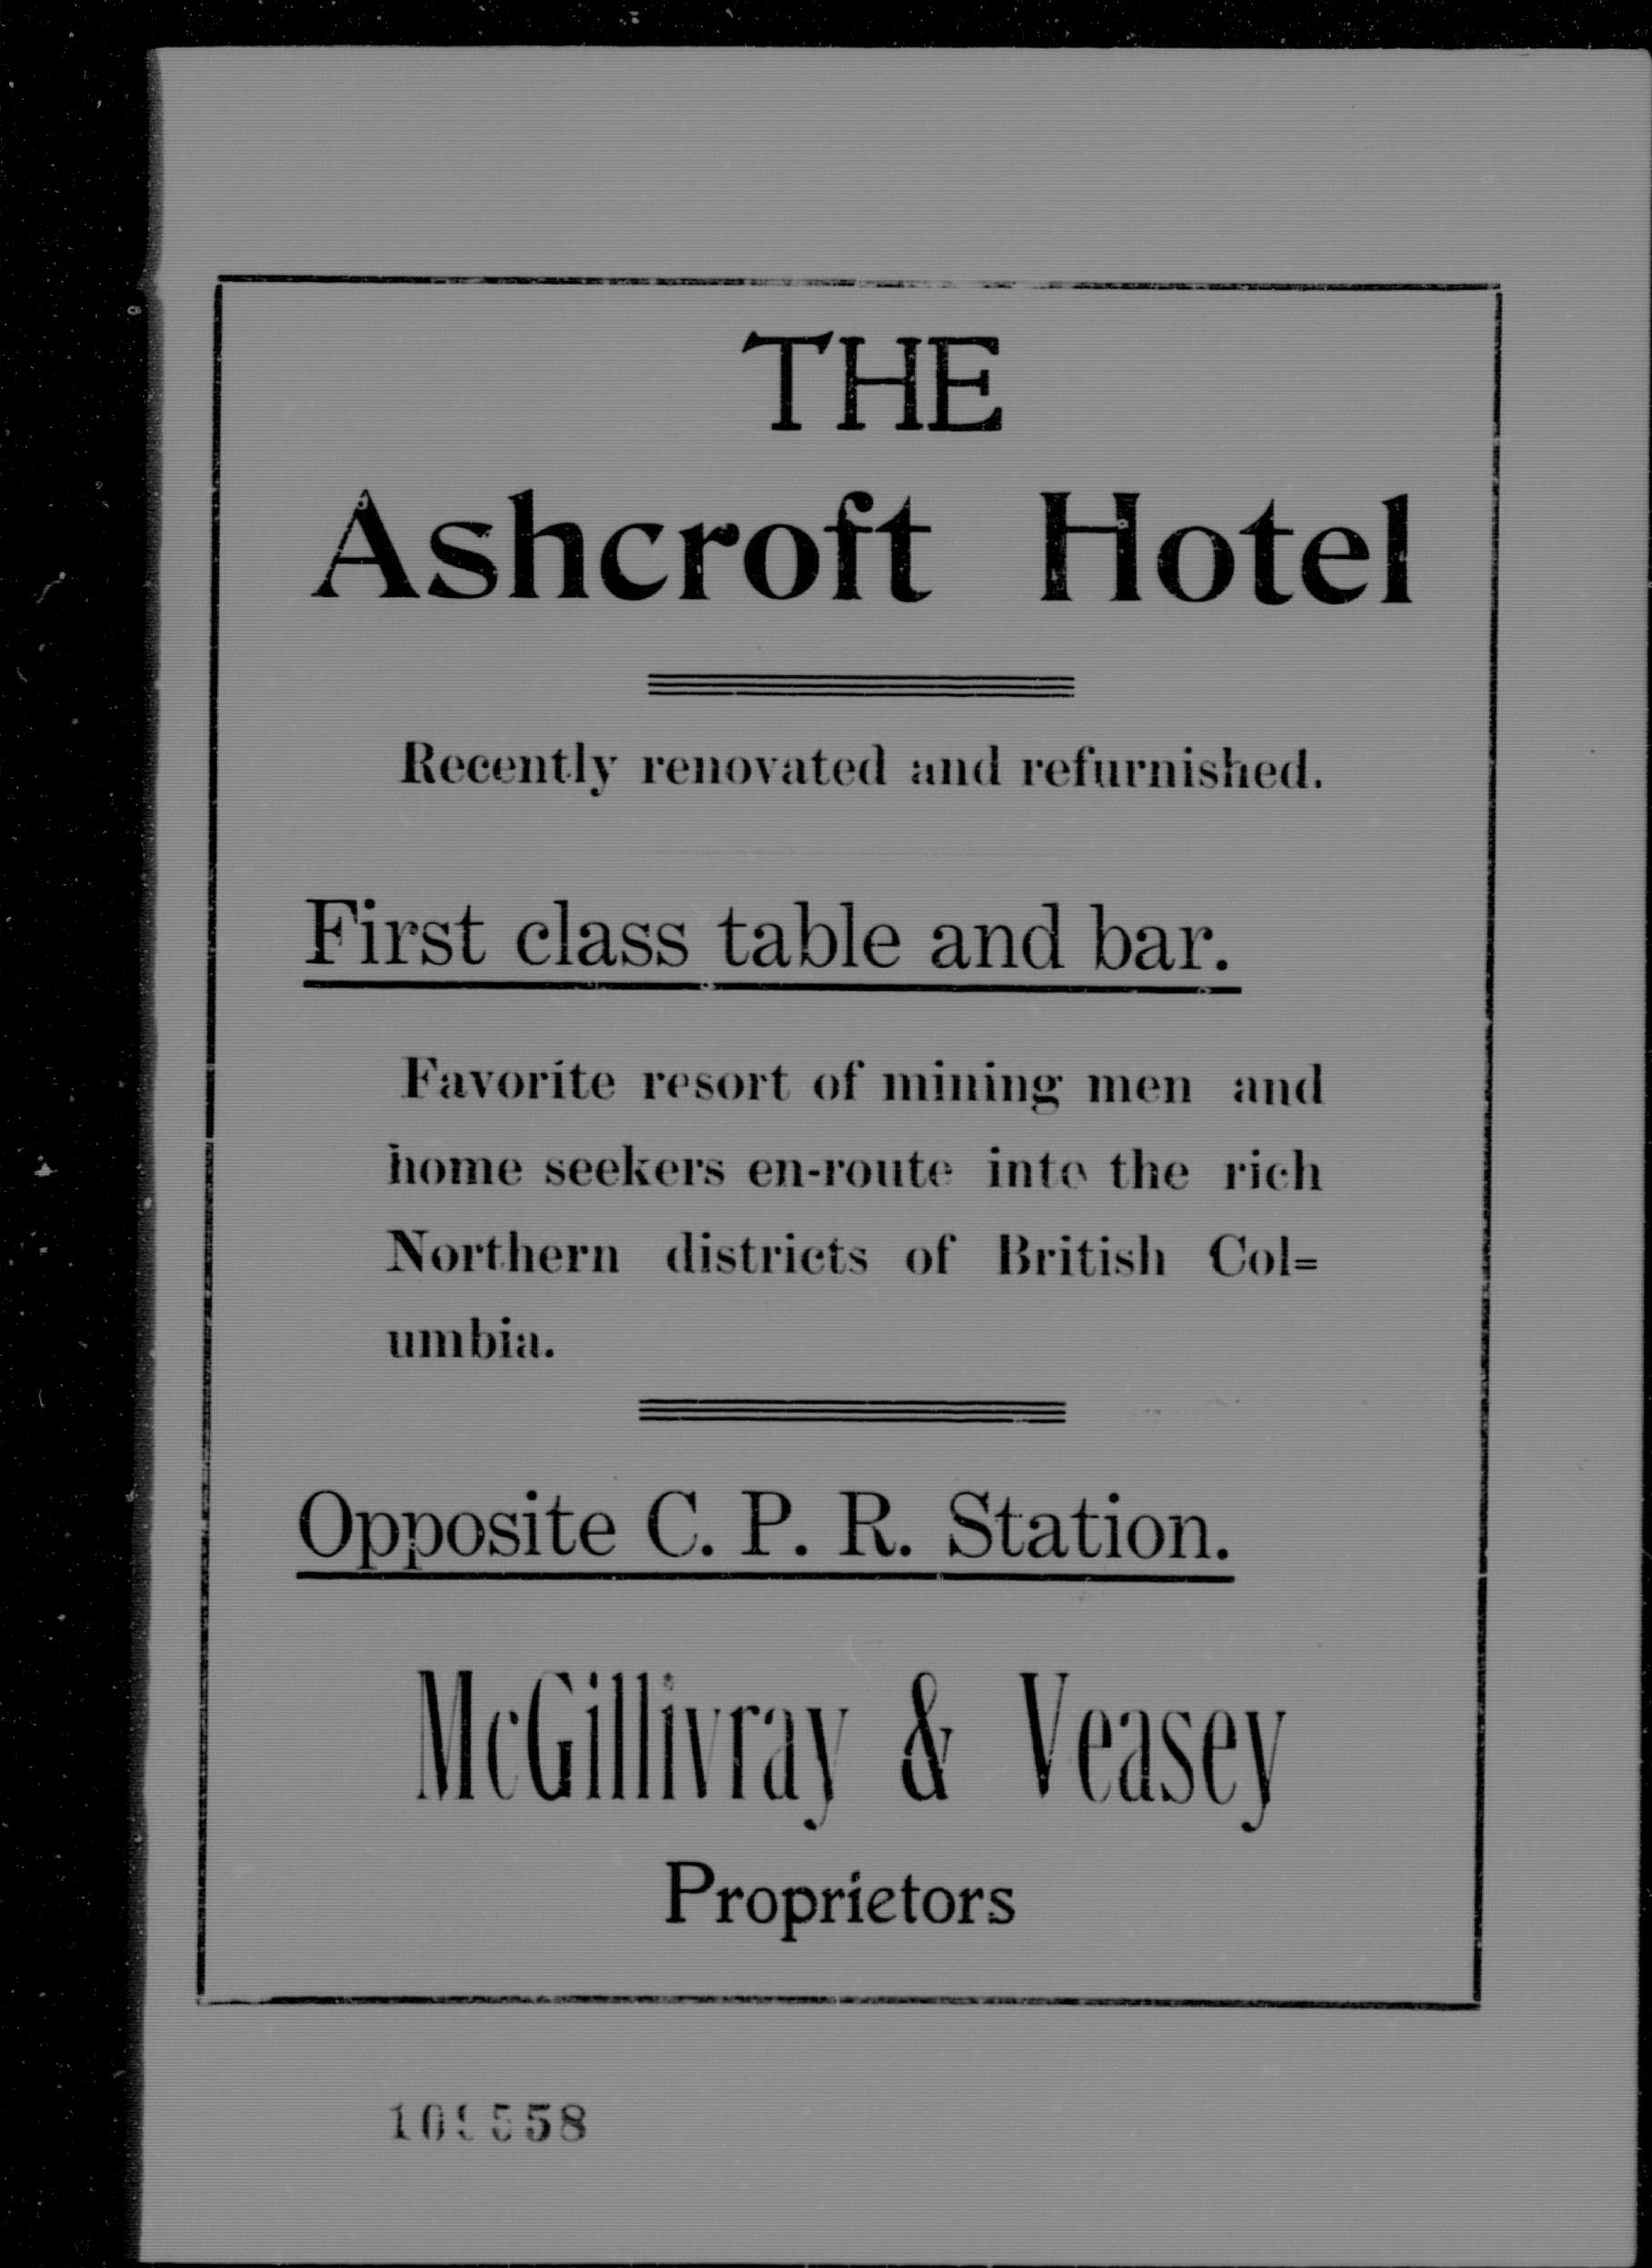 THE
Ashcroft Hotel
Recently renovated and refurnished.
First class table and bar.
Favorite resort of mining men and
home seekers en-route into the rich
Northern districts of British Col=
umbia.
Opposite C. P. R. Station.
McGillivray & Veasey
Proprietors